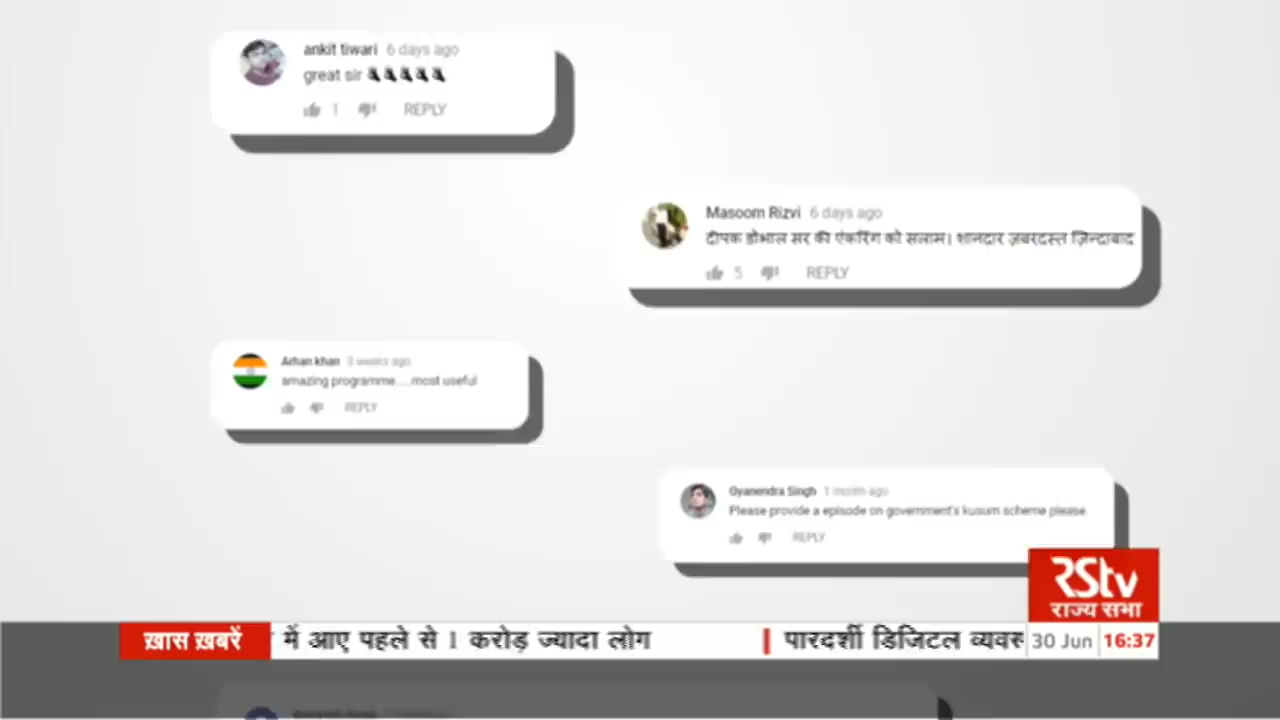 ankit tiwari 6 days ago
great sir
1 REPLY
Masoom Rizvi 6 days ago
दीपक डोभाल सर की एंकरिंग को सलाम। शानदार ज़बरदस्त ज़िन्दाबाद
5 REPLY
Arhan khan 3 weeks ago
amazing programme.....most useful
REPLY
Gyanendra Singh 1 month ago
Please provide a episode on government's kusum scheme please
REPLY
RStv
राज्य सभा
ख़ास ख़बरें में आए पहले से 1 करोड़ ज्यादा लोग | पारदर्शी डिजिटल 30 Jun 16:37